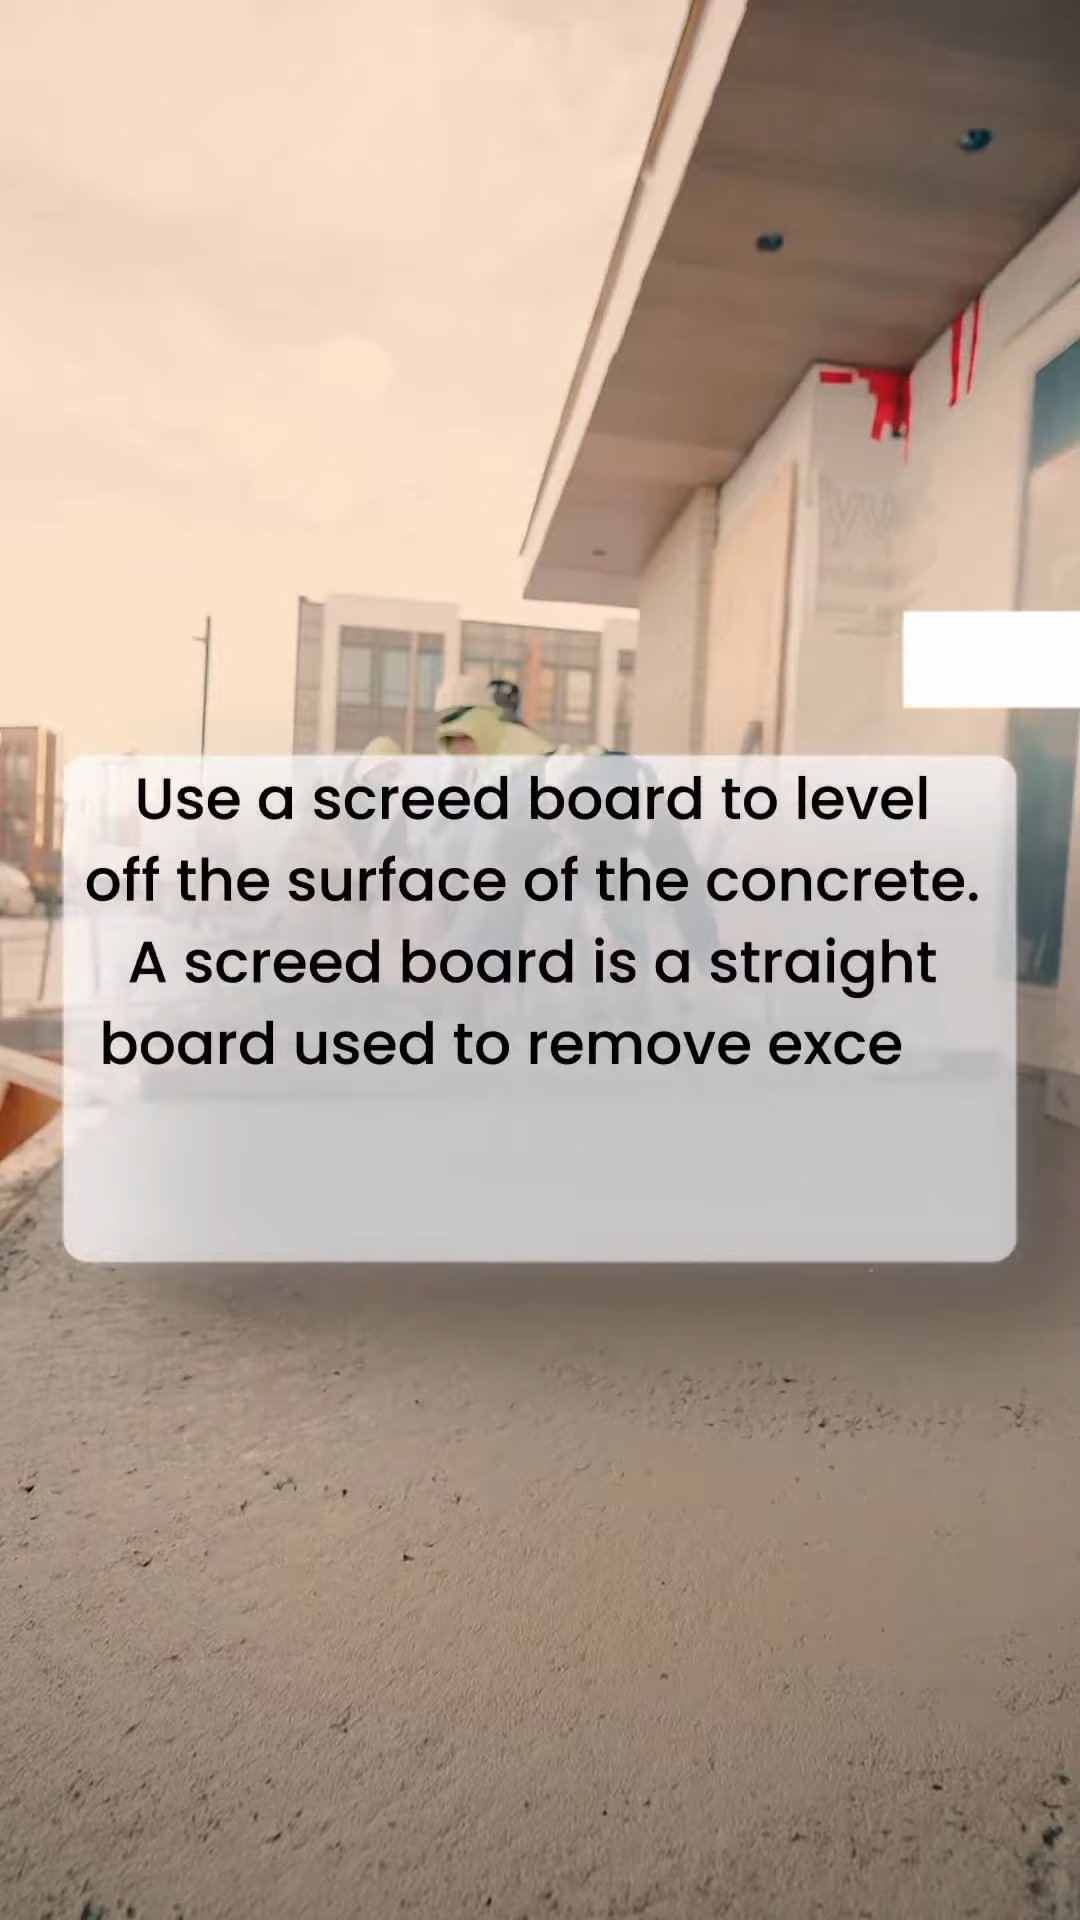 Use a screed board to level
off the surface of the concrete.
A screed board is a straight
board used to remove exce